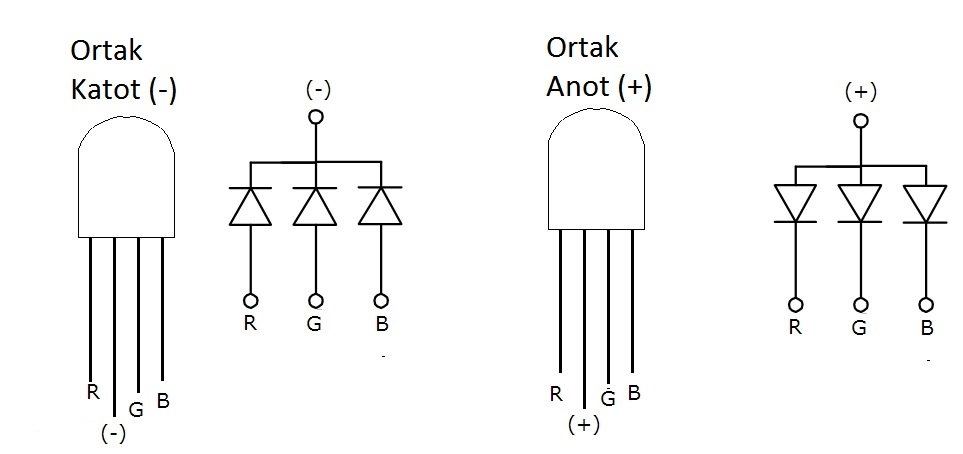 Ortak
Katot (-)
(-)
R
G
B
R
(-)
G
B
Ortak
Anot (+)
(+)
R
G
B
R
(+)
G
B